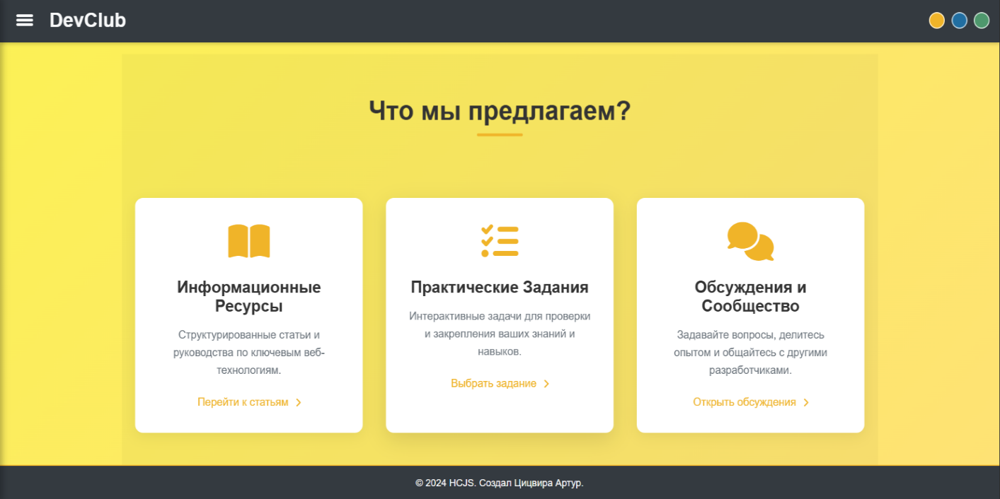 DevClub
Что мы предлагаем?
Информационные
Ресурсы
Структурированные статьи и
руководства по ключевым веб-
технологиям.
Перейти к статьям
Практические Задания
Интерактивные задачи для проверки
и закрепления ваших знаний и
навыков.
Выбрать задание
Обсуждения и
Сообщество
Задавайте вопросы, делитесь
опытом и общайтесь с другими
разработчиками.
Открыть обсуждения
© 2024 HCJS. Создал Цицвира Артур.